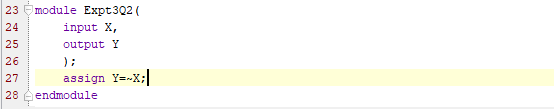 23 module Expt3Q2(
24 input X,
25 output Y
26 );
27 assign Y=~X;
28 endmodule